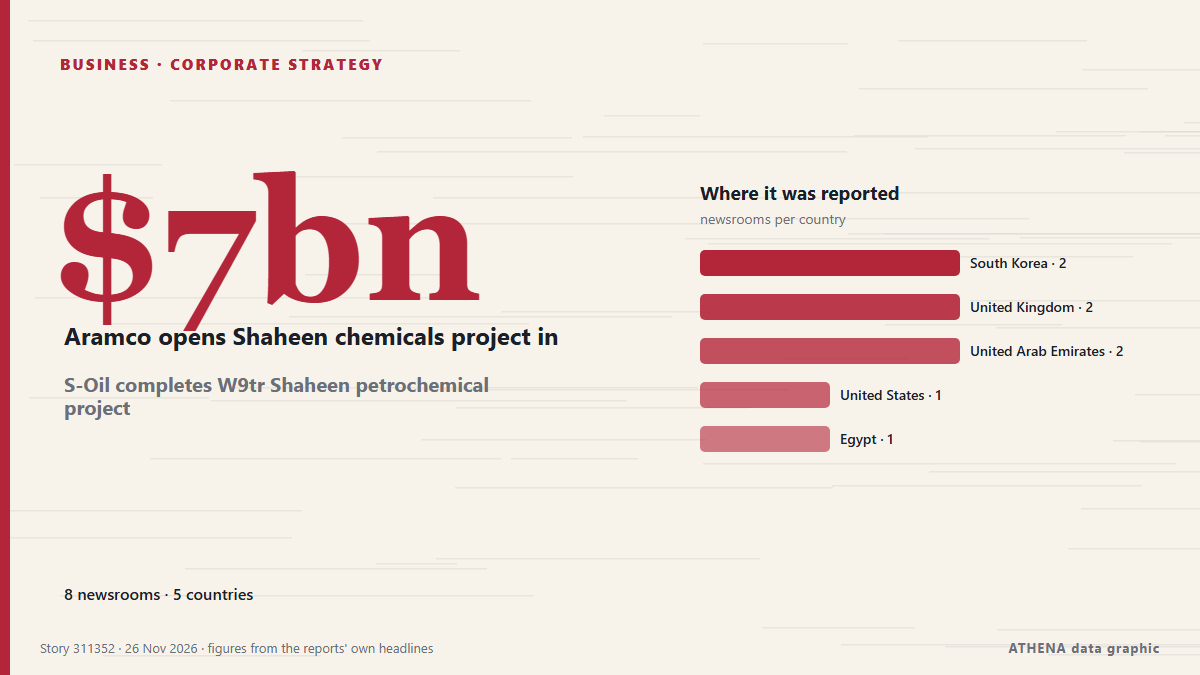 BUSINESS · CORPORATE STRATEGY
$7bn
Aramco opens Shaheen chemicals project in
S-Oil completes W9tr Shaheen petrochemical
project
8 newsrooms · 5 countries
Where it was reported
newsrooms per country
South Korea · 2
United Kingdom · 2
United Arab Emirates · 2
United States · 1
Egypt · 1
Story 311352 · 26 Nov 2026 · figures from the reports' own headlines
ATHENA data graphic